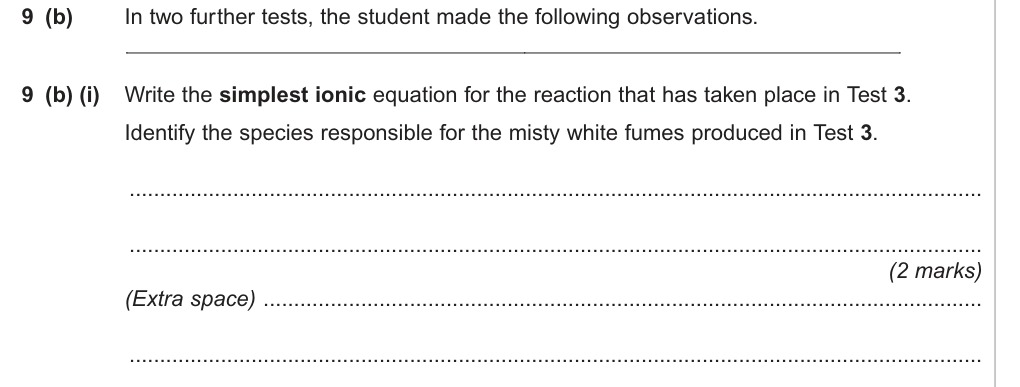 9 (b) In two further tests, the student made the following observations.
9 (b) (i) Write the simplest ionic equation for the reaction that has taken place in Test 3.
Identify the species responsible for the misty white fumes produced in Test 3.
(2 marks)
(Extra space)